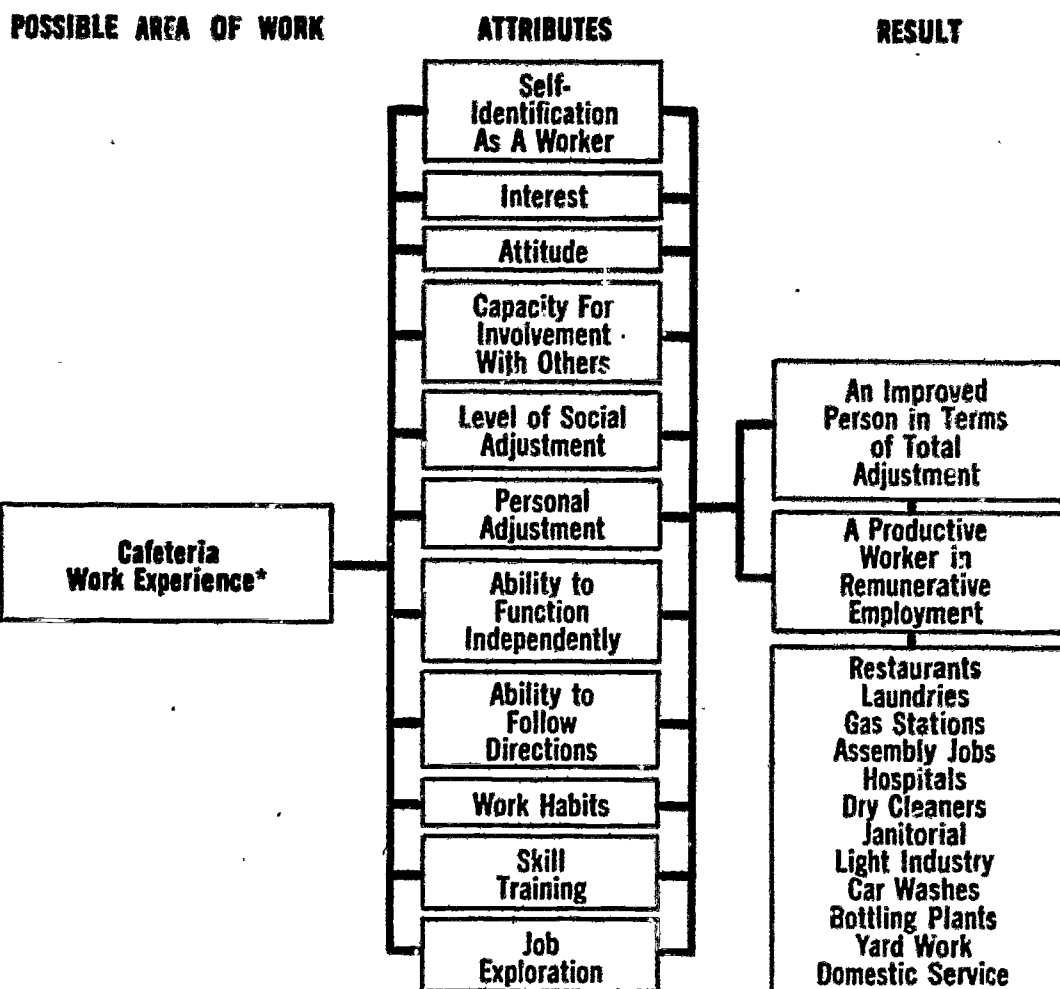 POSSIBLE AREA OF WORK
ATTRIBUTES
RESULT
Cafeteria
Work Experience*
Self-
Identification
As A Worker
Interest
Attitude
Capacity For
Involvement
With Others
Level of Social
Adjustment
Personal
Adjustment
Ability to
Function
Independently
Ability to
Follow
Directions
Work Habits
Skill
Training
Job
Exploration
An Improved
Person in Terms
of Total
Adjustment
A Productive
Worker in
Remunerative
Employment
Restaurants
Laundries
Gas Stations
Assembly Jobs
Hospitals
Dry Cleaners
Janitorial
Light Industry
Car Washes
Bottling Plants
Yard Work
Domestic Service